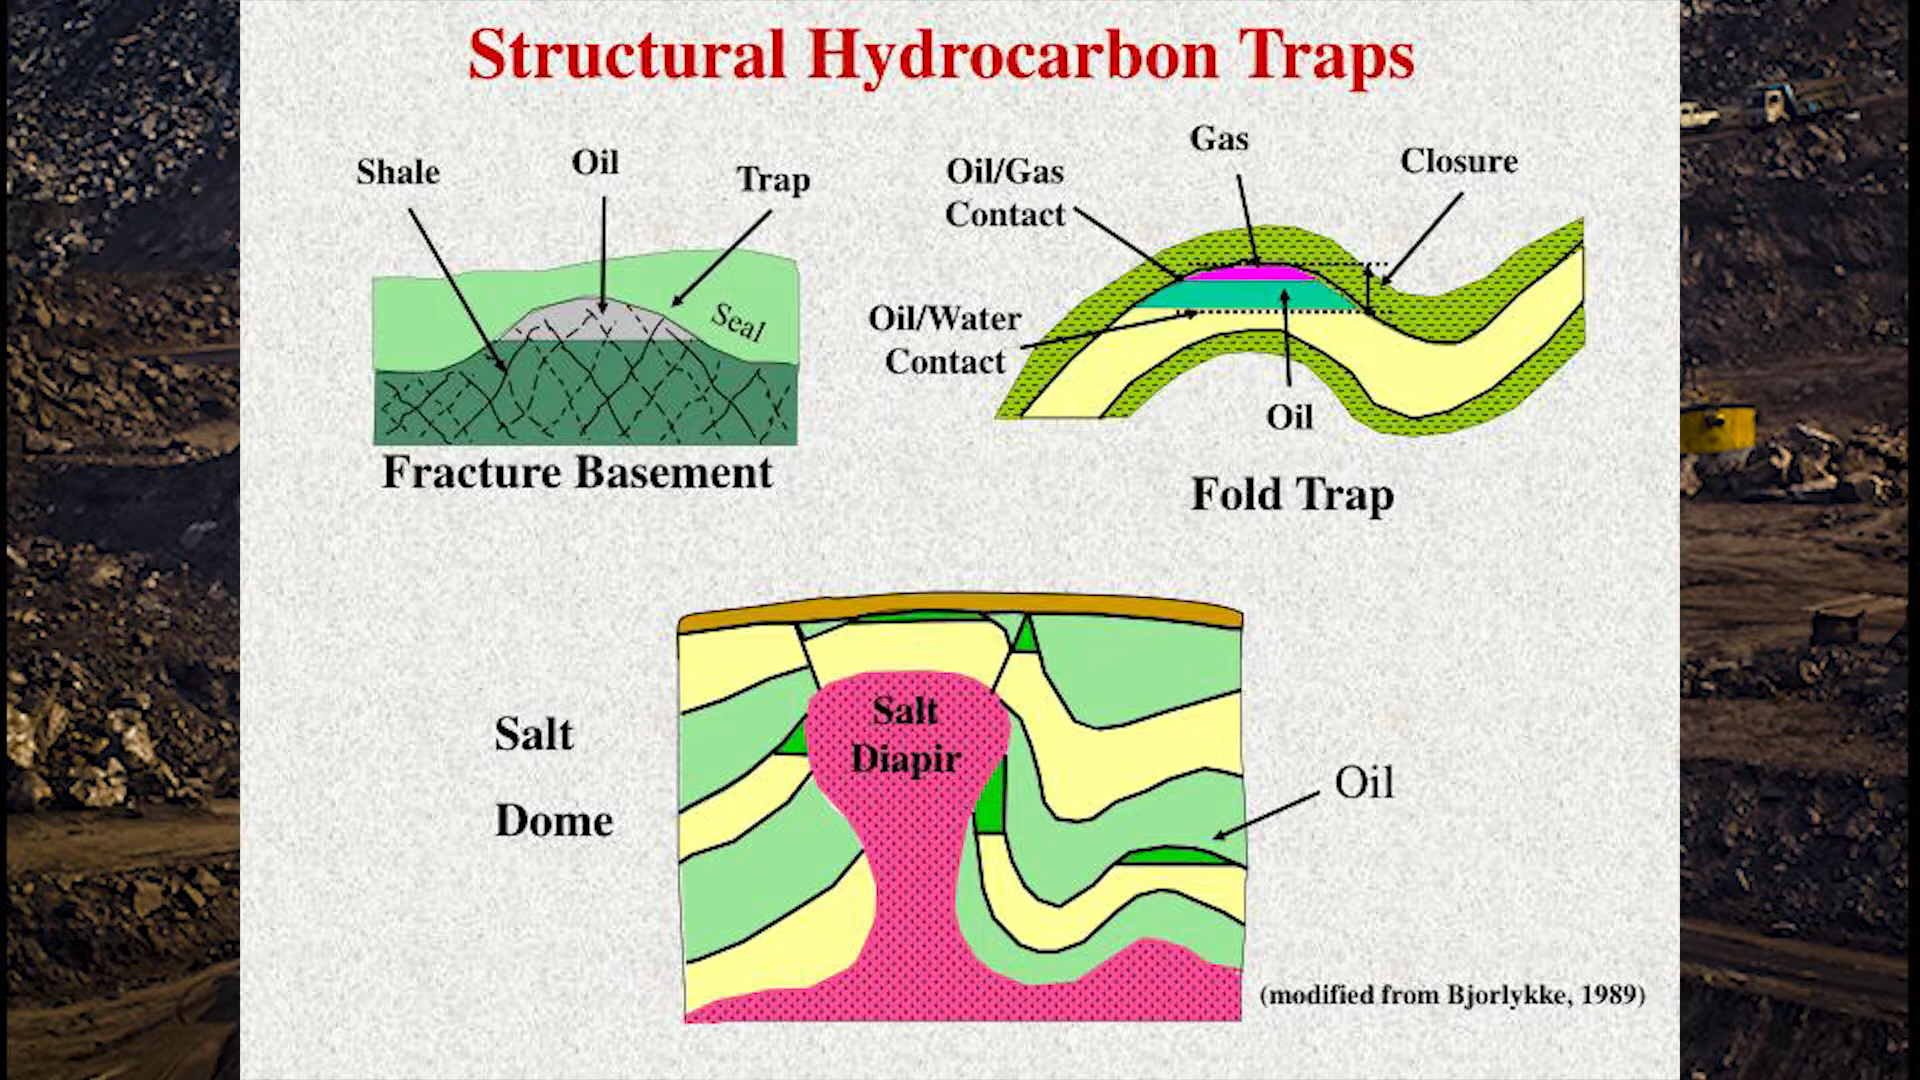 Structural Hydrocarbon Traps
Shale
Oil
Trap
Seal
Fracture Basement
Gas
Oil/Gas
Contact
Closure
Oil/Water
Contact
Oil
Fold Trap
Salt
Dome
Salt
Diapir
Oil
(modified from Bjorlykke, 1989)